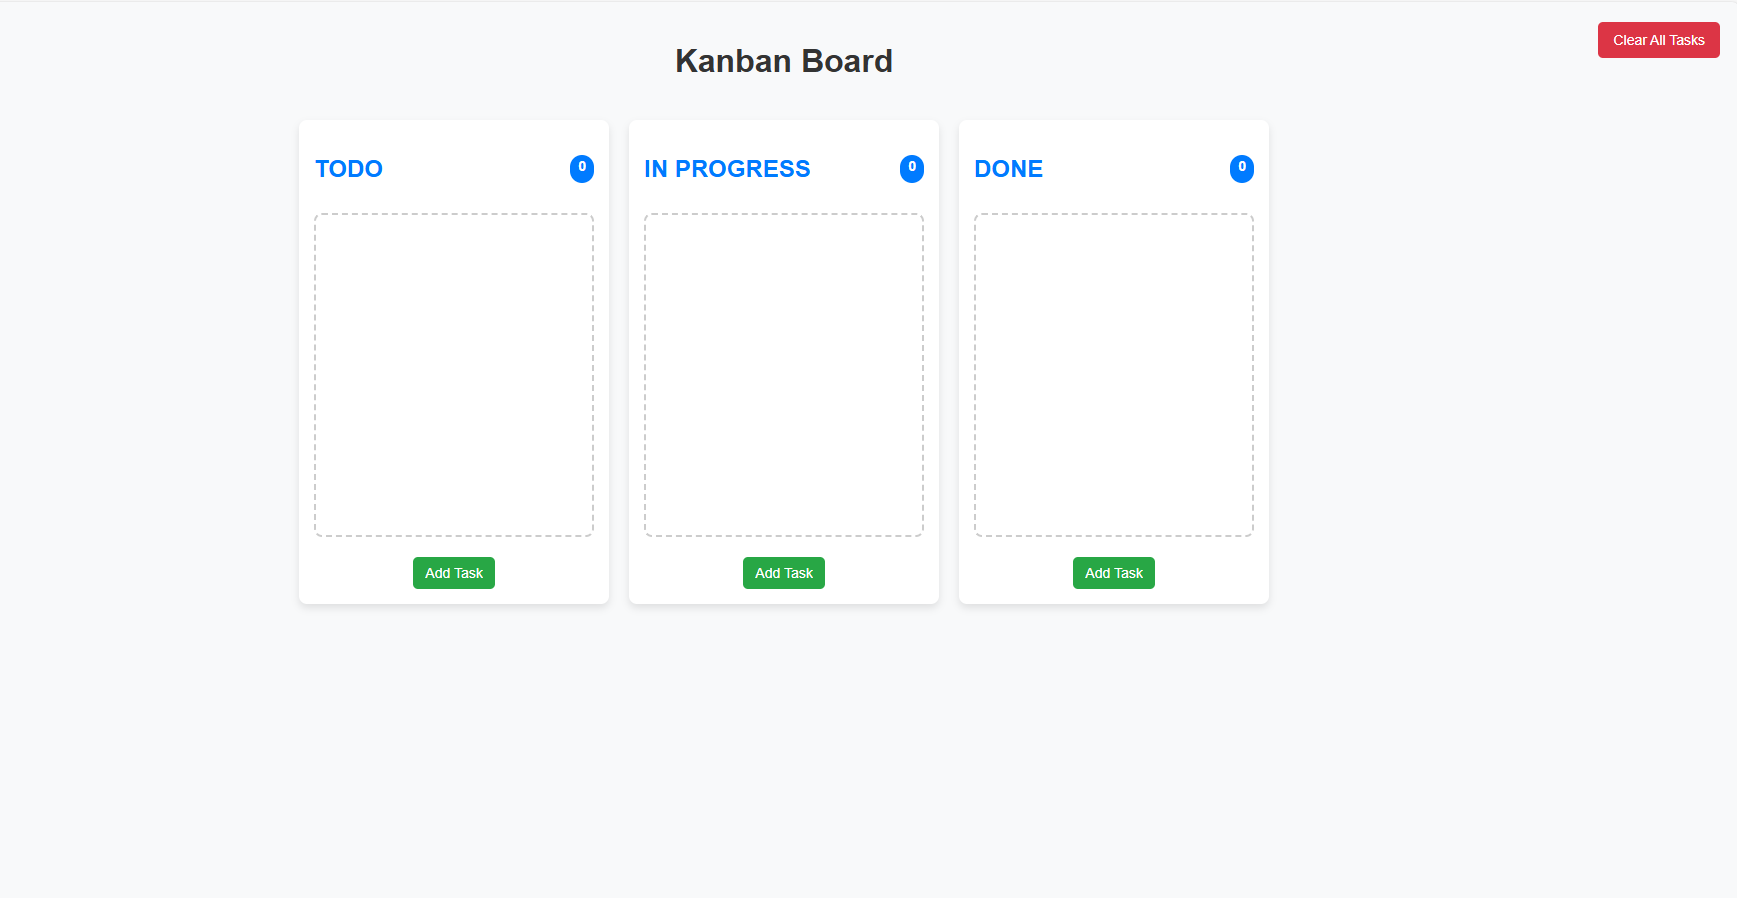 Clear All Tasks
Kanban Board
TODO 0
IN PROGRESS 0
DONE 0
Add Task
Add Task
Add Task